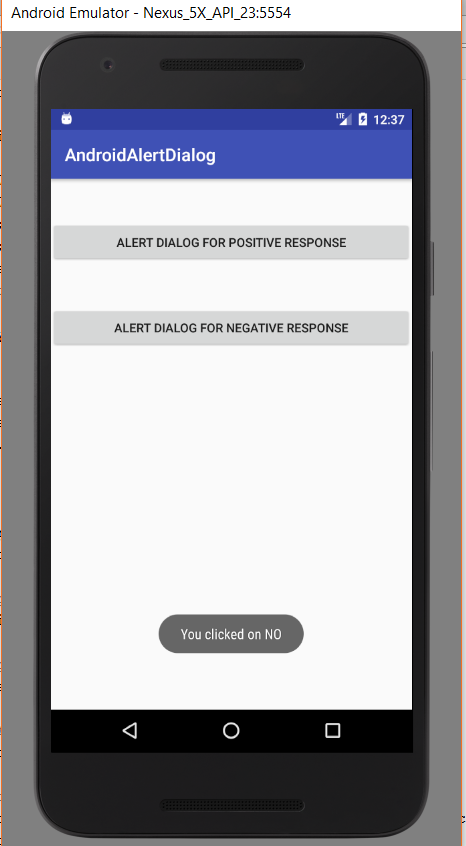 Android Emulator - Nexus_5X_API_23:5554
LTE 12:37
AndroidAlertDialog
ALERT DIALOG FOR POSITIVE RESPONSE
ALERT DIALOG FOR NEGATIVE RESPONSE
You clicked on NO